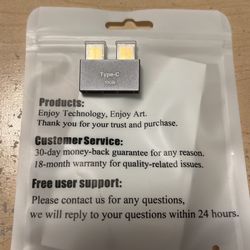 Type-C
Products:
Enjoy Technology, Enjoy Art.
Thank you for your trust and purchase.
Customer Service:
30-day money-back guarantee for any reason.
18-month warranty for quality-related issues.
Free user support:
Please contact us for any questions,
we will reply to your questions within 24 hours.